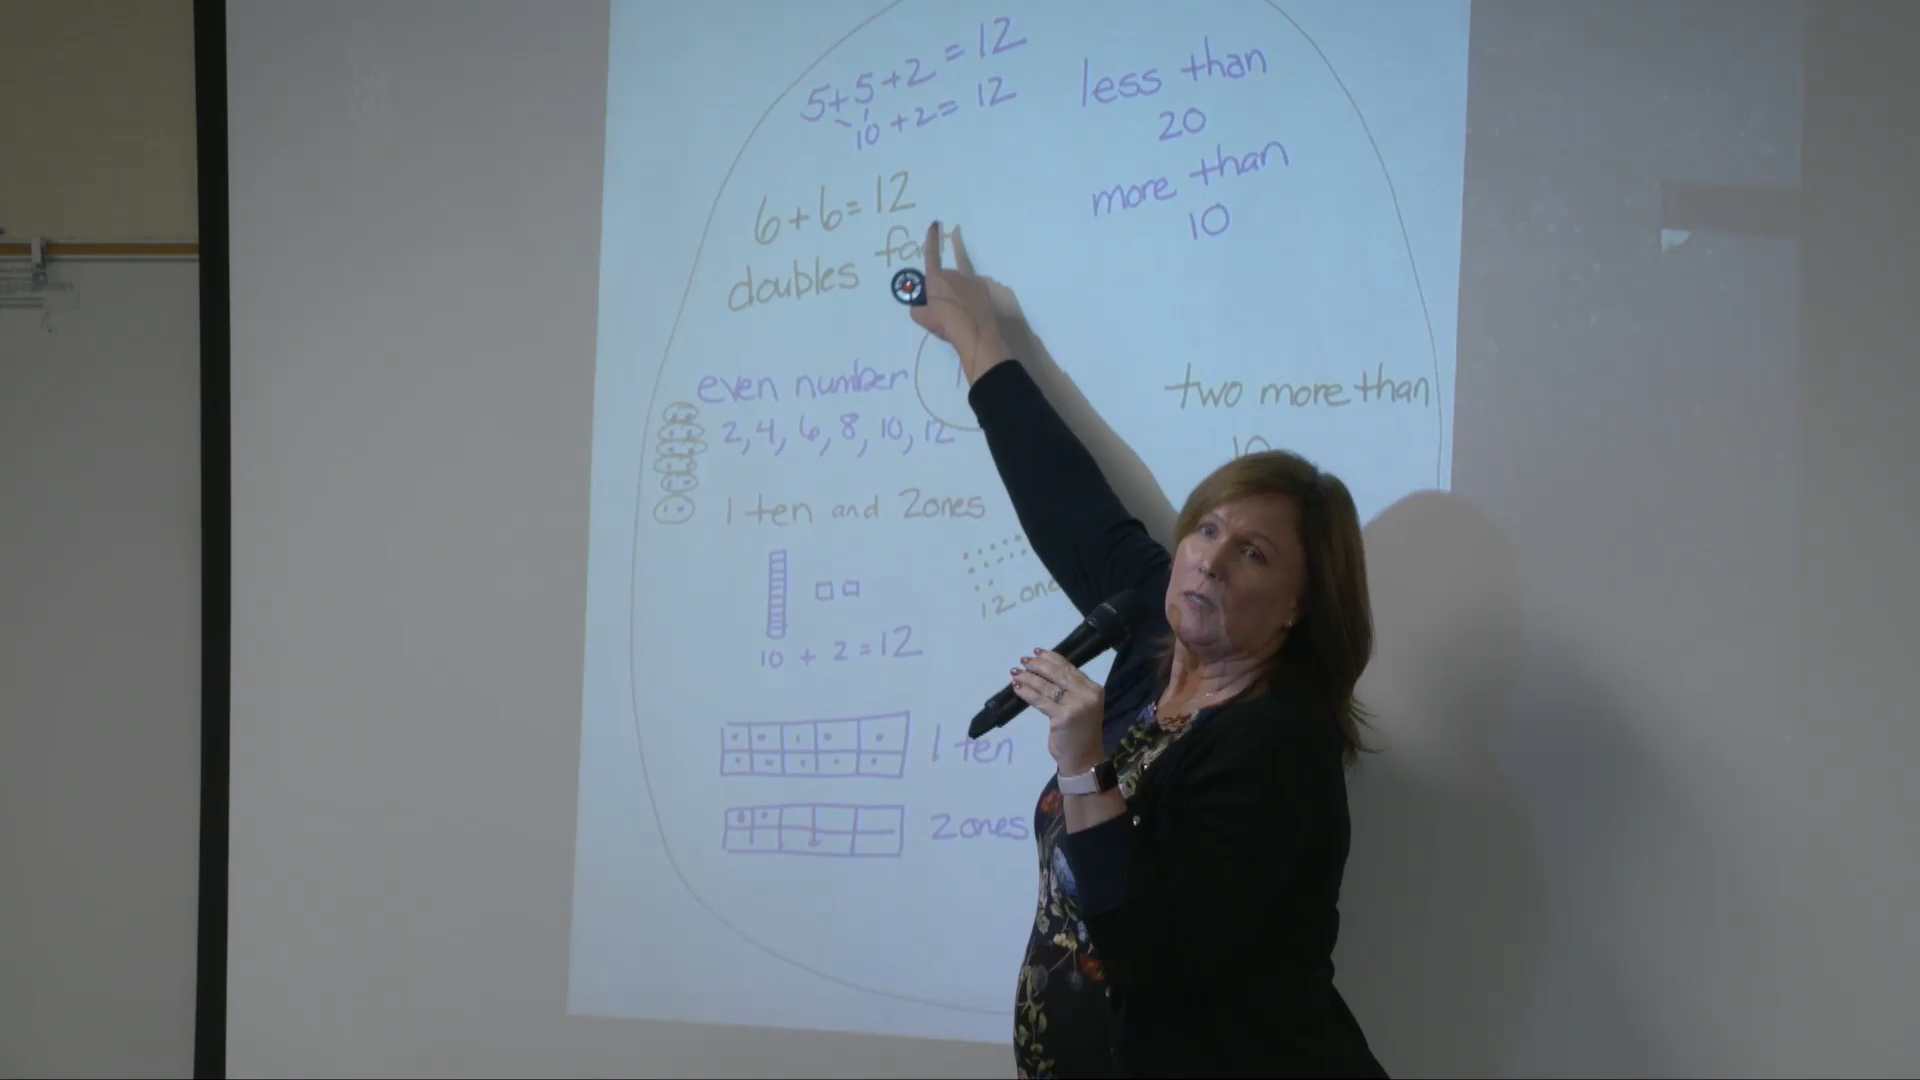 5+5+2=12
10+2=12
less than
20
more than
10
6+6=12
doubles
even number
2, 4, 6, 8, 10, 12
two more than
10
1 ten and 2 ones
12
10 + 2 = 12
1 ten
2 ones